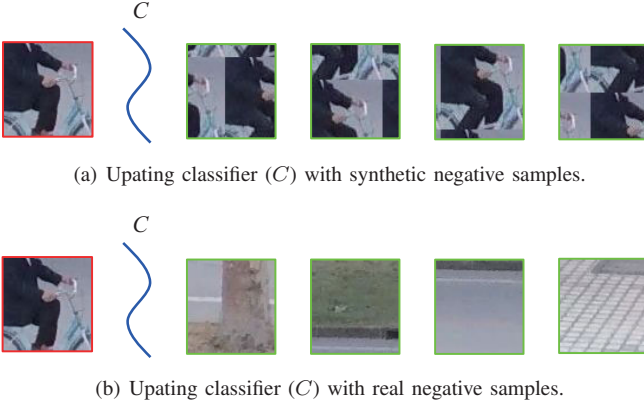 C
(a) Upating classifier (C) with synthetic negative samples.
C
(b) Upating classifier (C) with real negative samples.